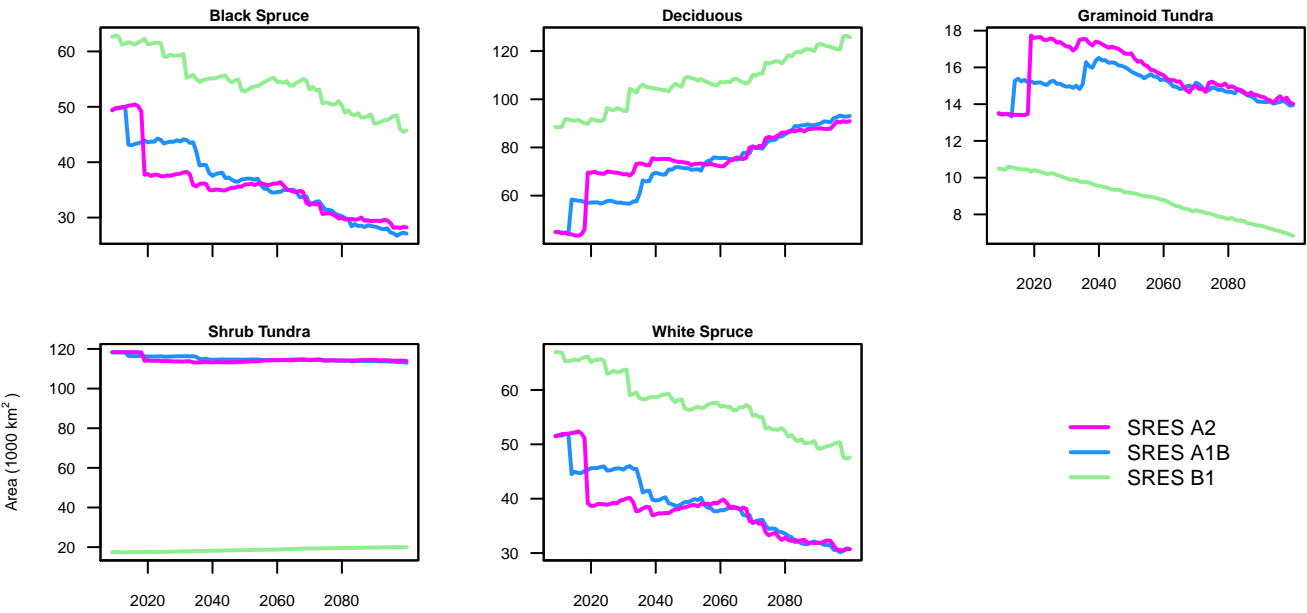 Black Spruce
60
50
40
30
Deciduous
120
100
80
60
Graminoid Tundra
18
16
14
12
10
8
2020 2040 2060 2080
Shrub Tundra
120
100
80
60
40
20
2020 2040 2060 2080
White Spruce
60
50
40
30
2020 2040 2060 2080
Area (1000 km² )
SRES A2
SRES A1B
SRES B1